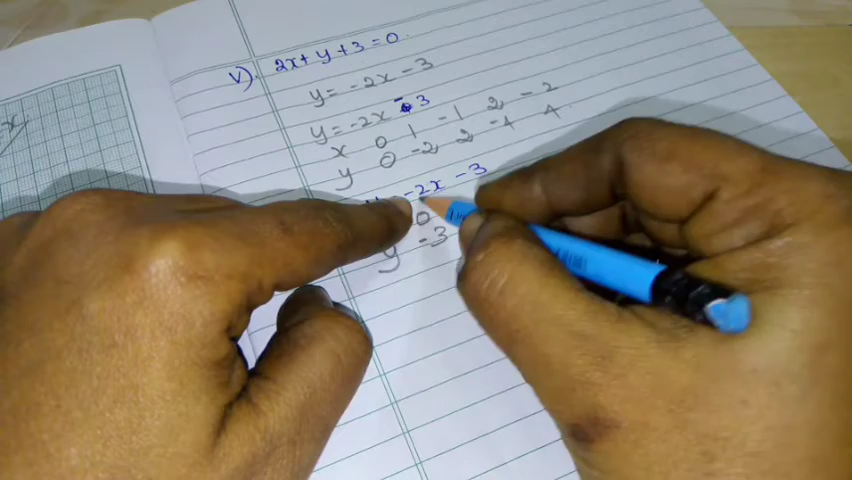 V). 2x + y + 3 = 0.
y = -2x - 3
y = -2x - 3
x 0 1 -1 2 -2
y 0 -2 2 -4 4
-2x - 3
0
y -3
x